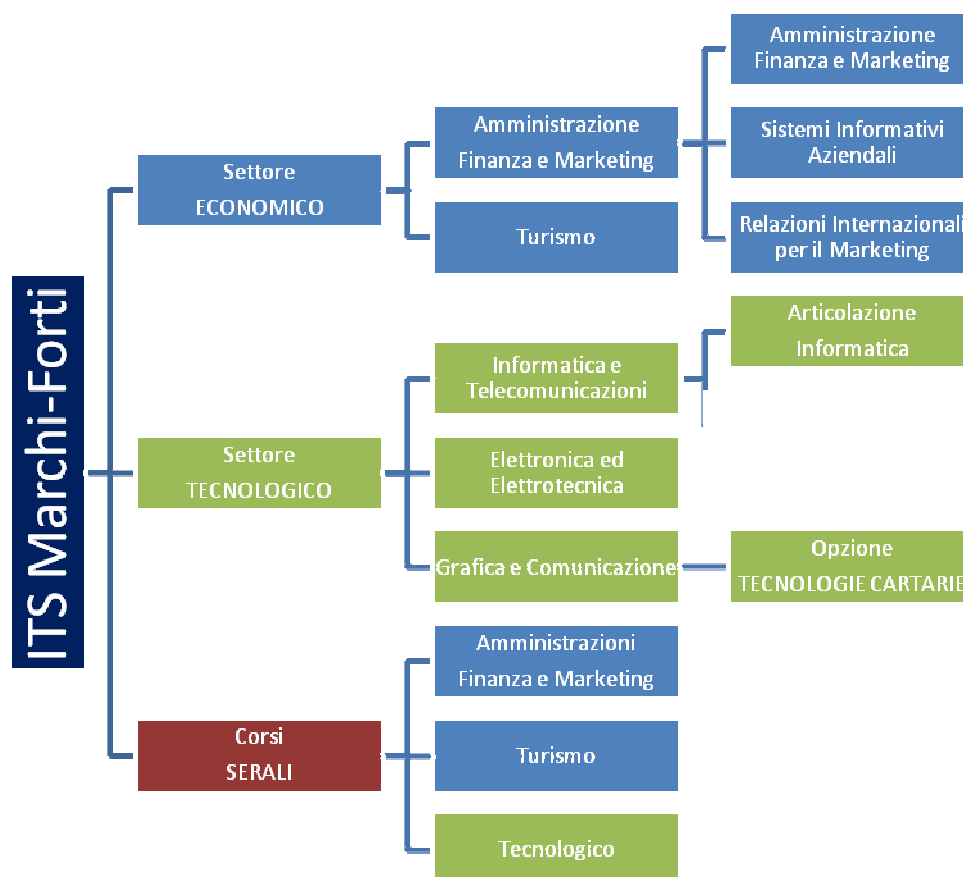 ITS Marchi-Forti
Settore
ECONOMICO
Amministrazione
Finanza e Marketing
Amministrazione
Finanza e Marketing
Sistemi Informativi
Aziendali
Relazioni Internazionali
per il Marketing
Turismo
Settore
TECNOLOGICO
Informatica e
Telecomunicazioni
Articolazione
Informatica
Elettronica ed
Elettrotecnica
Grafica e Comunicazione
Opzione
TECNOLOGIE CARTARIE
Corsi
SERALI
Amministrazioni
Finanza e Marketing
Turismo
Tecnologico